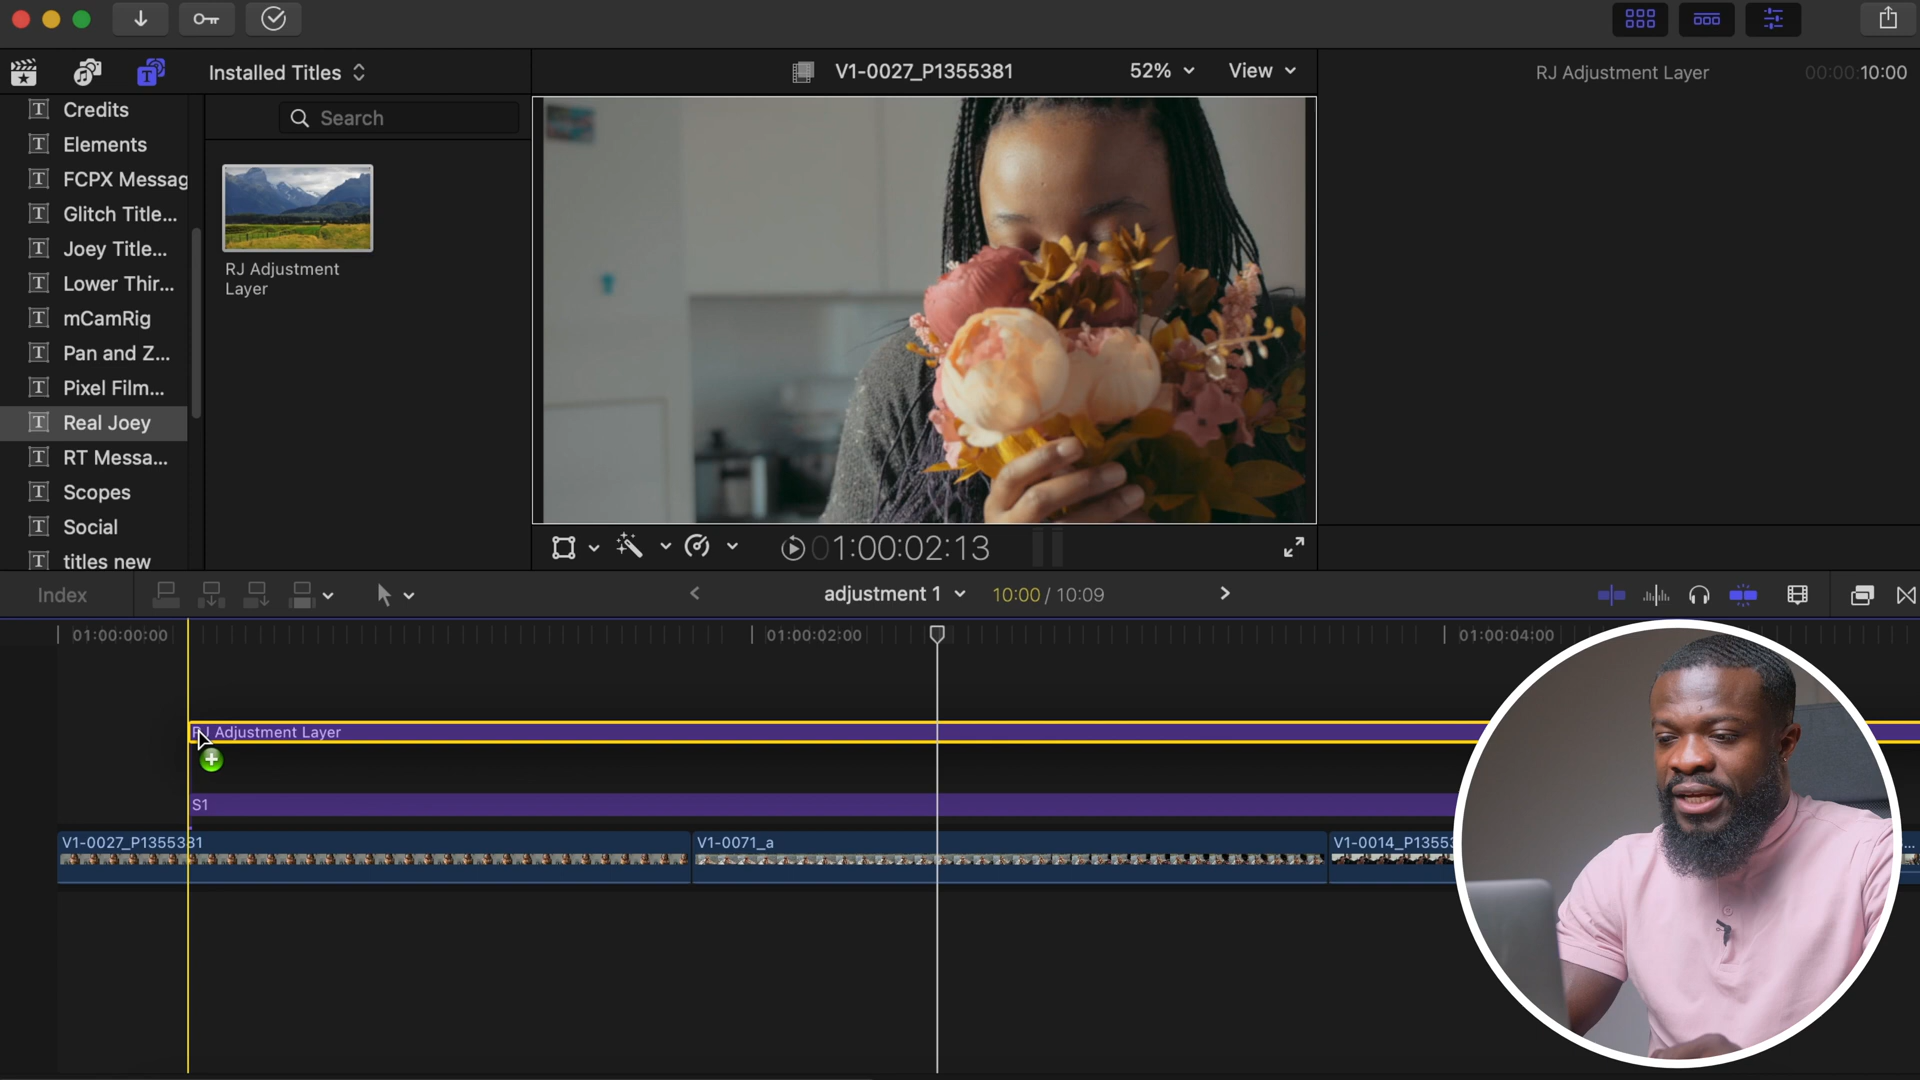 Installed Titles
V1-0027_P1355381
52%
View
RJ Adjustment Layer
00:00:10:00
Credits
Elements
FCPX Messag
Glitch Title...
Joey Title...
Lower Thir...
mCamRig
Pan and Z...
Pixel Film...
Real Joey
RT Messa...
Scopes
Social
titles new
Search
RJ Adjustment
Layer
01:00:02:13
Index
adjustment 1
10:00 / 10:09
01:00:00:00
01:00:02:00
01:00:04:00
RJ Adjustment Layer
S1
V1-0027_P1355381
V1-0071_a
V1-0014_P13553
...